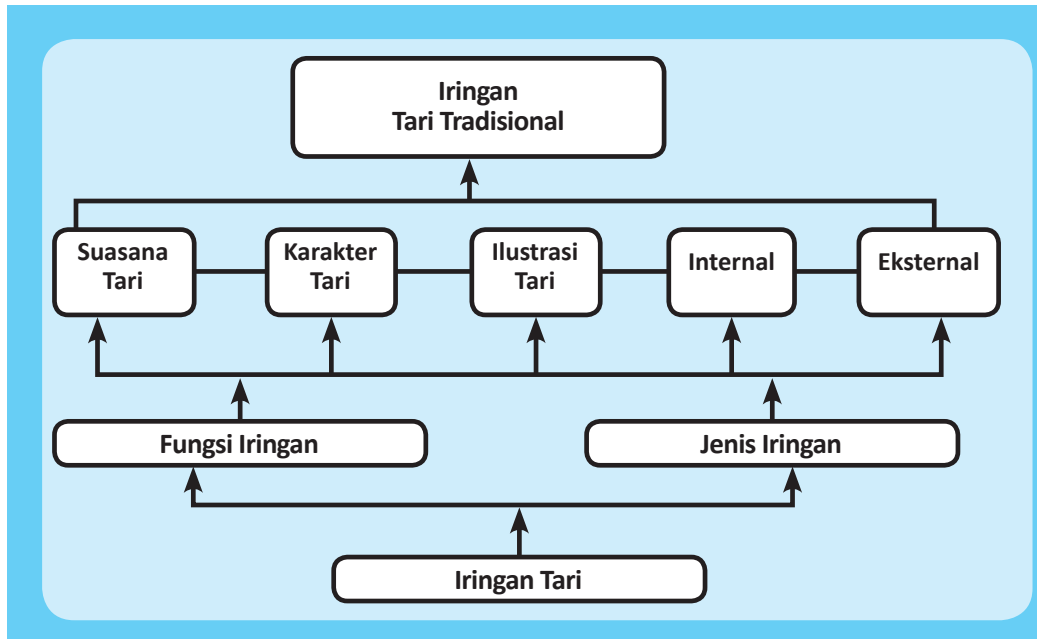 Iringan
Tari Tradisional
Suasana
Tari
Karakter
Tari
Ilustrasi
Tari
Internal
Eksternal
Fungsi Iringan
Jenis Iringan
Iringan Tari